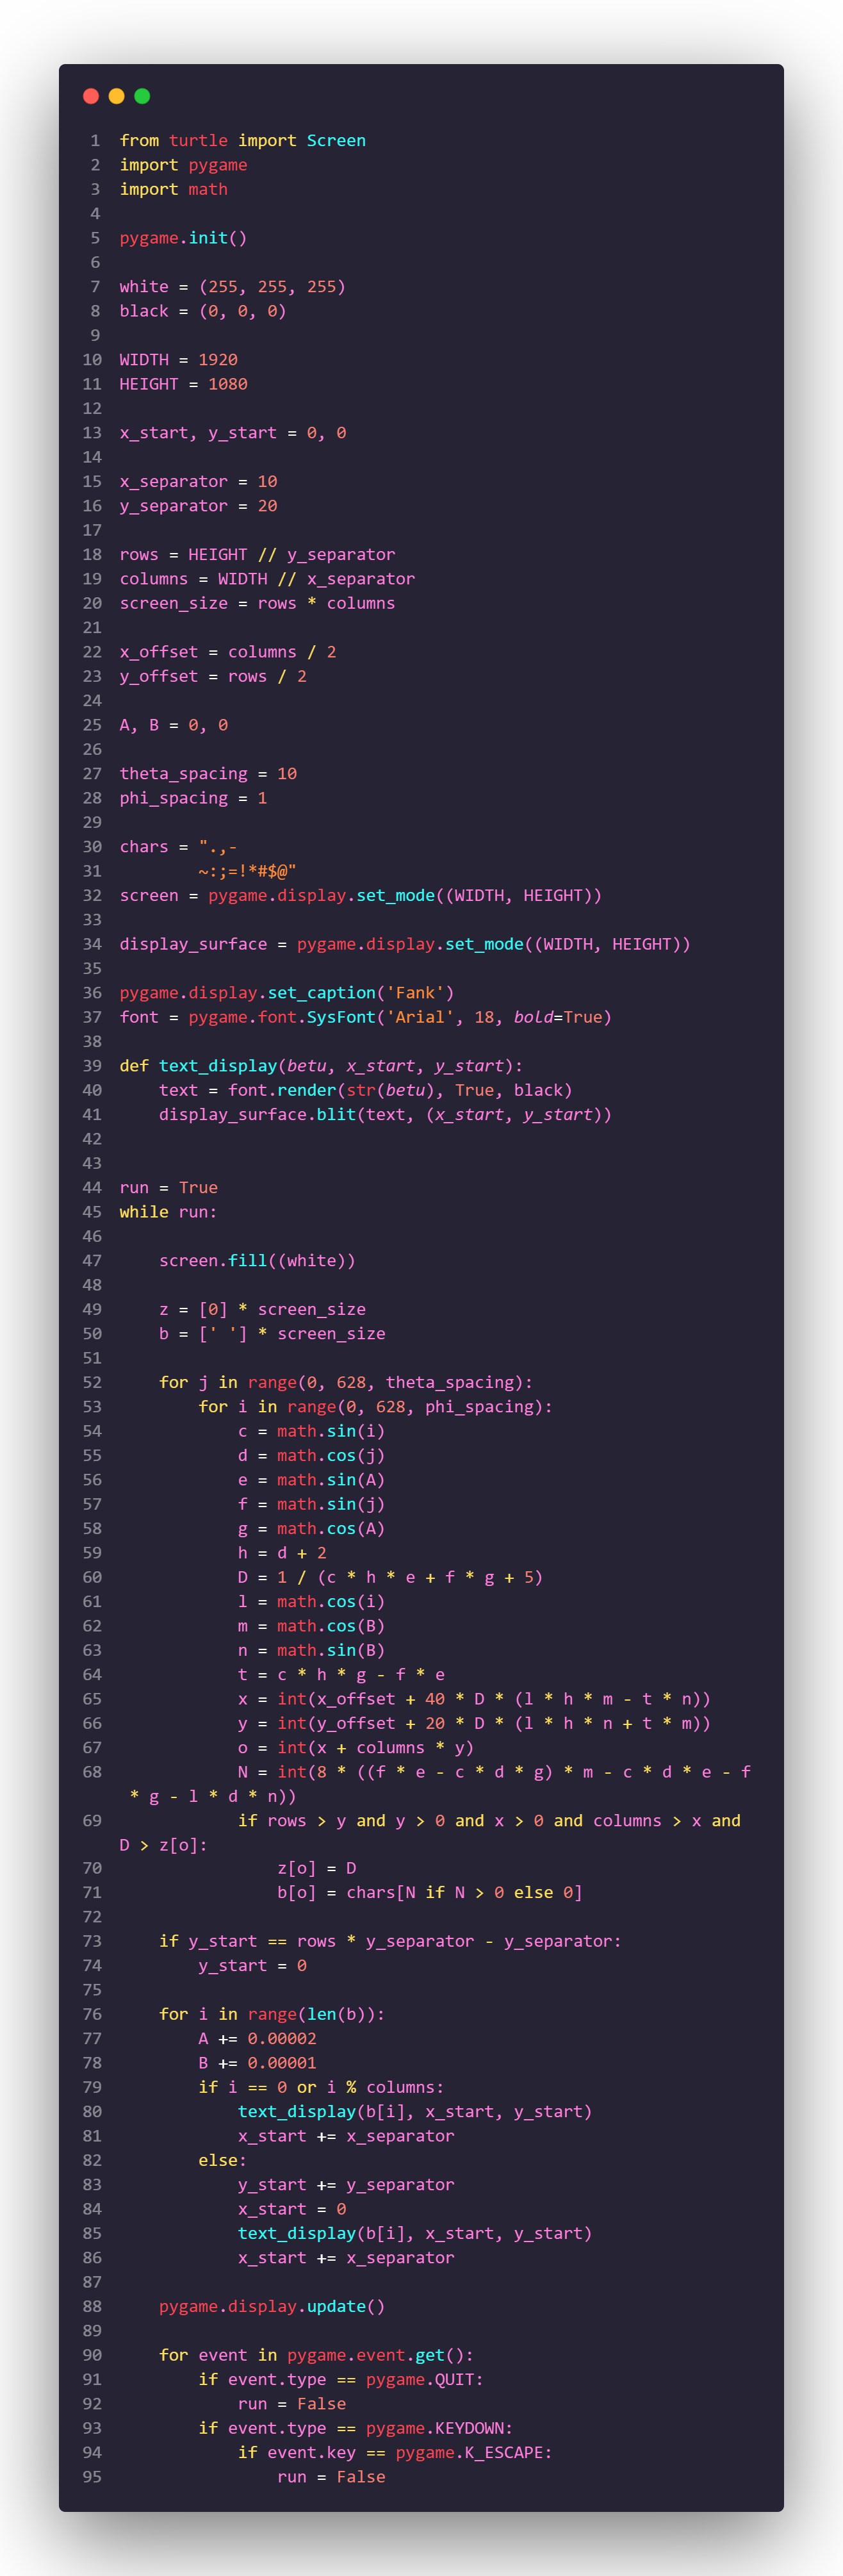 1 from turtle import Screen
2 import pygame
3 import math
4
5 pygame.init()
6
7 white = (255, 255, 255)
8 black = (0, 0, 0)
9
10 WIDTH = 1920
11 HEIGHT = 1080
12
13 x_start, y_start = 0, 0
14
15 x_separator = 10
16 y_separator = 20
17
18 rows = HEIGHT // y_separator
19 columns = WIDTH // x_separator
20 screen_size = rows * columns
21
22 x_offset = columns / 2
23 y_offset = rows / 2
24
25 A, B = 0, 0
26
27 theta_spacing = 10
28 phi_spacing = 1
29
30 chars = ".,-
31         ~:;=!*#$@"
32 screen = pygame.display.set_mode((WIDTH, HEIGHT))
33
34 display_surface = pygame.display.set_mode((WIDTH, HEIGHT))
35
36 pygame.display.set_caption('Fank')
37 font = pygame.font.SysFont('Arial', 18, bold=True)
38
39 def text_display(betu, x_start, y_start):
40     text = font.render(str(betu), True, black)
41     display_surface.blit(text, (x_start, y_start))
42
43
44 run = True
45 while run:
46
47     screen.fill((white))
48
49     z = [0] * screen_size
50     b = [' '] * screen_size
51
52     for j in range(0, 628, theta_spacing):
53         for i in range(0, 628, phi_spacing):
54             c = math.sin(i)
55             d = math.cos(j)
56             e = math.sin(A)
57             f = math.sin(j)
58             g = math.cos(A)
59             h = d + 2
60             D = 1 / (c * h * e + f * g + 5)
61             l = math.cos(i)
62             m = math.cos(B)
63             n = math.sin(B)
64             t = c * h * g - f * e
65             x = int(x_offset + 40 * D * (l * h * m - t * n))
66             y = int(y_offset + 20 * D * (l * h * n + t * m))
67             o = int(x + columns * y)
68             N = int(8 * ((f * e - c * d * g) * m - c * d * e - f
 * g - l * d * n))
69             if rows > y and y > 0 and x > 0 and columns > x and
D > z[o]:
70                 z[o] = D
71                 b[o] = chars[N if N > 0 else 0]
72
73     if y_start == rows * y_separator - y_separator:
74         y_start = 0
75
76     for i in range(len(b)):
77         A += 0.00002
78         B += 0.00001
79         if i == 0 or i % columns:
80             text_display(b[i], x_start, y_start)
81             x_start += x_separator
82         else:
83             y_start += y_separator
84             x_start = 0
85             text_display(b[i], x_start, y_start)
86             x_start += x_separator
87
88     pygame.display.update()
89
90     for event in pygame.event.get():
91         if event.type == pygame.QUIT:
92             run = False
93         if event.type == pygame.KEYDOWN:
94             if event.key == pygame.K_ESCAPE:
95                 run = False